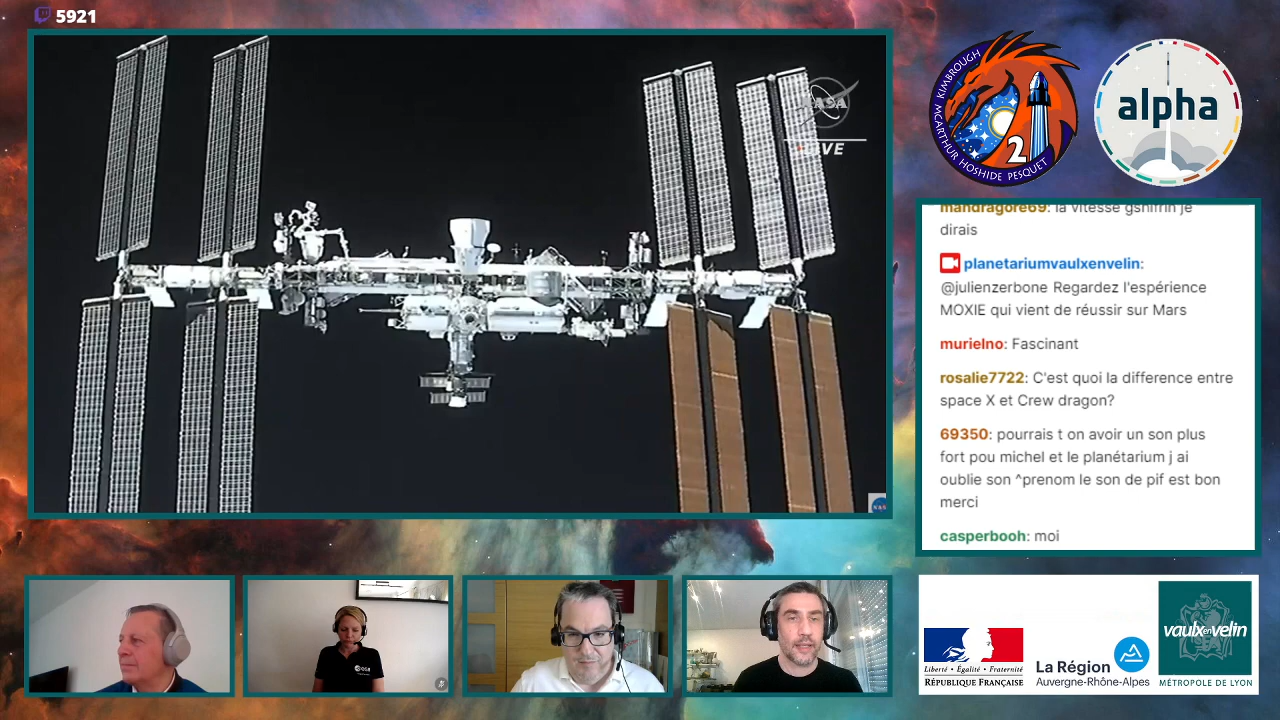 5921
NASA
LIVE
MCARTHUR KIMBROUGH
HOSHIDE PESQUET
2
alpha
mandragore69: la vitesse gshifrin je
dirais
planetariumvaulxenvelin:
@julienzerbone Regardez l'espérience
MOXIE qui vient de réussir sur Mars
murielno: Fascinant
rosalie7722: C'est quoi la difference entre
space X et Crew dragon?
69350: pourrais t on avoir un son plus
fort pou michel et le planétarium j ai
oublie son ^prenom le son de pif est bon
merci
casperbooh: moi
esa
Liberté • Égalité • Fraternité
RÉPUBLIQUE FRANÇAISE
La Région
Auvergne-Rhône-Alpes
vaulx en velin
MÉTROPOLE DE LYON